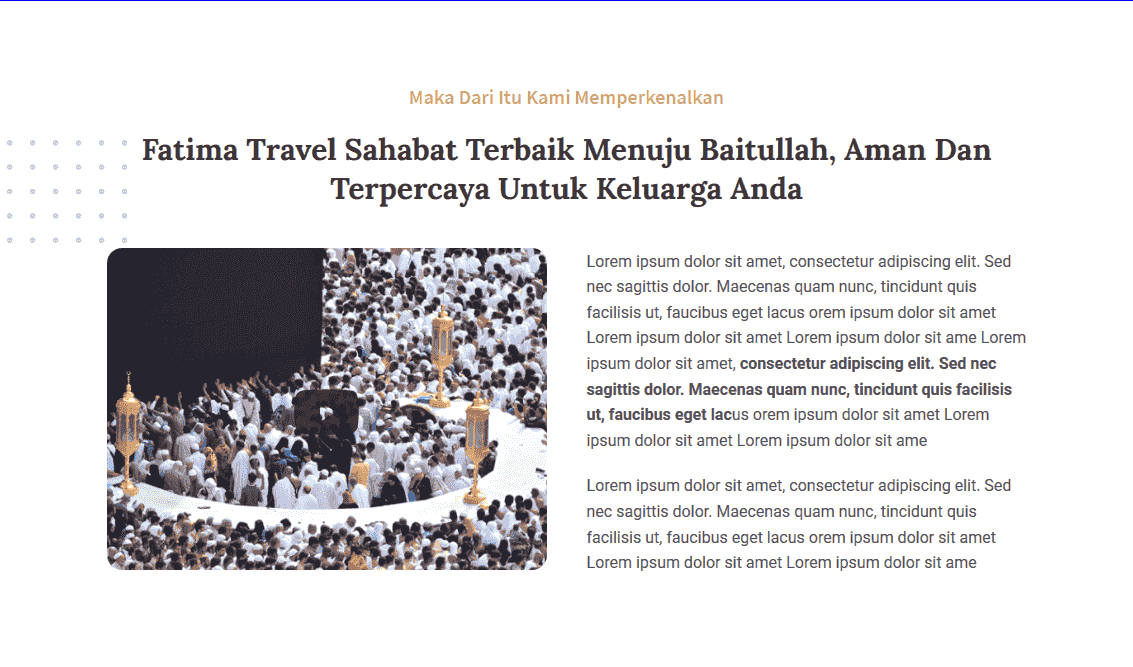 Maka Dari Itu Kami Memperkenalkan
Fatima Travel Sahabat Terbaik Menuju Baitullah, Aman Dan
Terpercaya Untuk Keluarga Anda
Lorem ipsum dolor sit amet, consectetur adipiscing elit. Sed
nec sagittis dolor. Maecenas quam nunc, tincidunt quis
facilisis ut, faucibus eget lacus orem ipsum dolor sit amet
Lorem ipsum dolor sit amet Lorem ipsum dolor sit ame Lorem
ipsum dolor sit amet, consectetur adipiscing elit. Sed nec
sagittis dolor. Maecenas quam nunc, tincidunt quis facilisis
ut, faucibus eget lacus orem ipsum dolor sit amet Lorem
ipsum dolor sit amet Lorem ipsum dolor sit ame
Lorem ipsum dolor sit amet, consectetur adipiscing elit. Sed
nec sagittis dolor. Maecenas quam nunc, tincidunt quis
facilisis ut, faucibus eget lacus orem ipsum dolor sit amet
Lorem ipsum dolor sit amet Lorem ipsum dolor sit ame